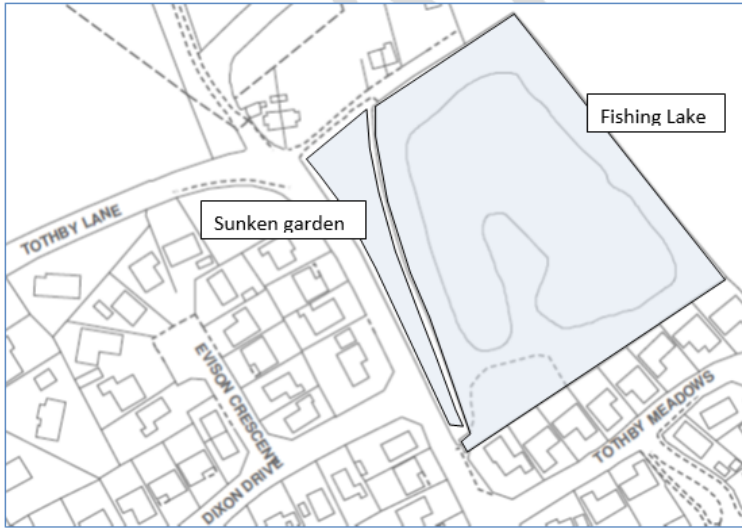 Fishing Lake
Sunken garden
TOTHBY LANE
EVISON CRESCENT
DIXON DRIVE
TOTHBY MEADOWS